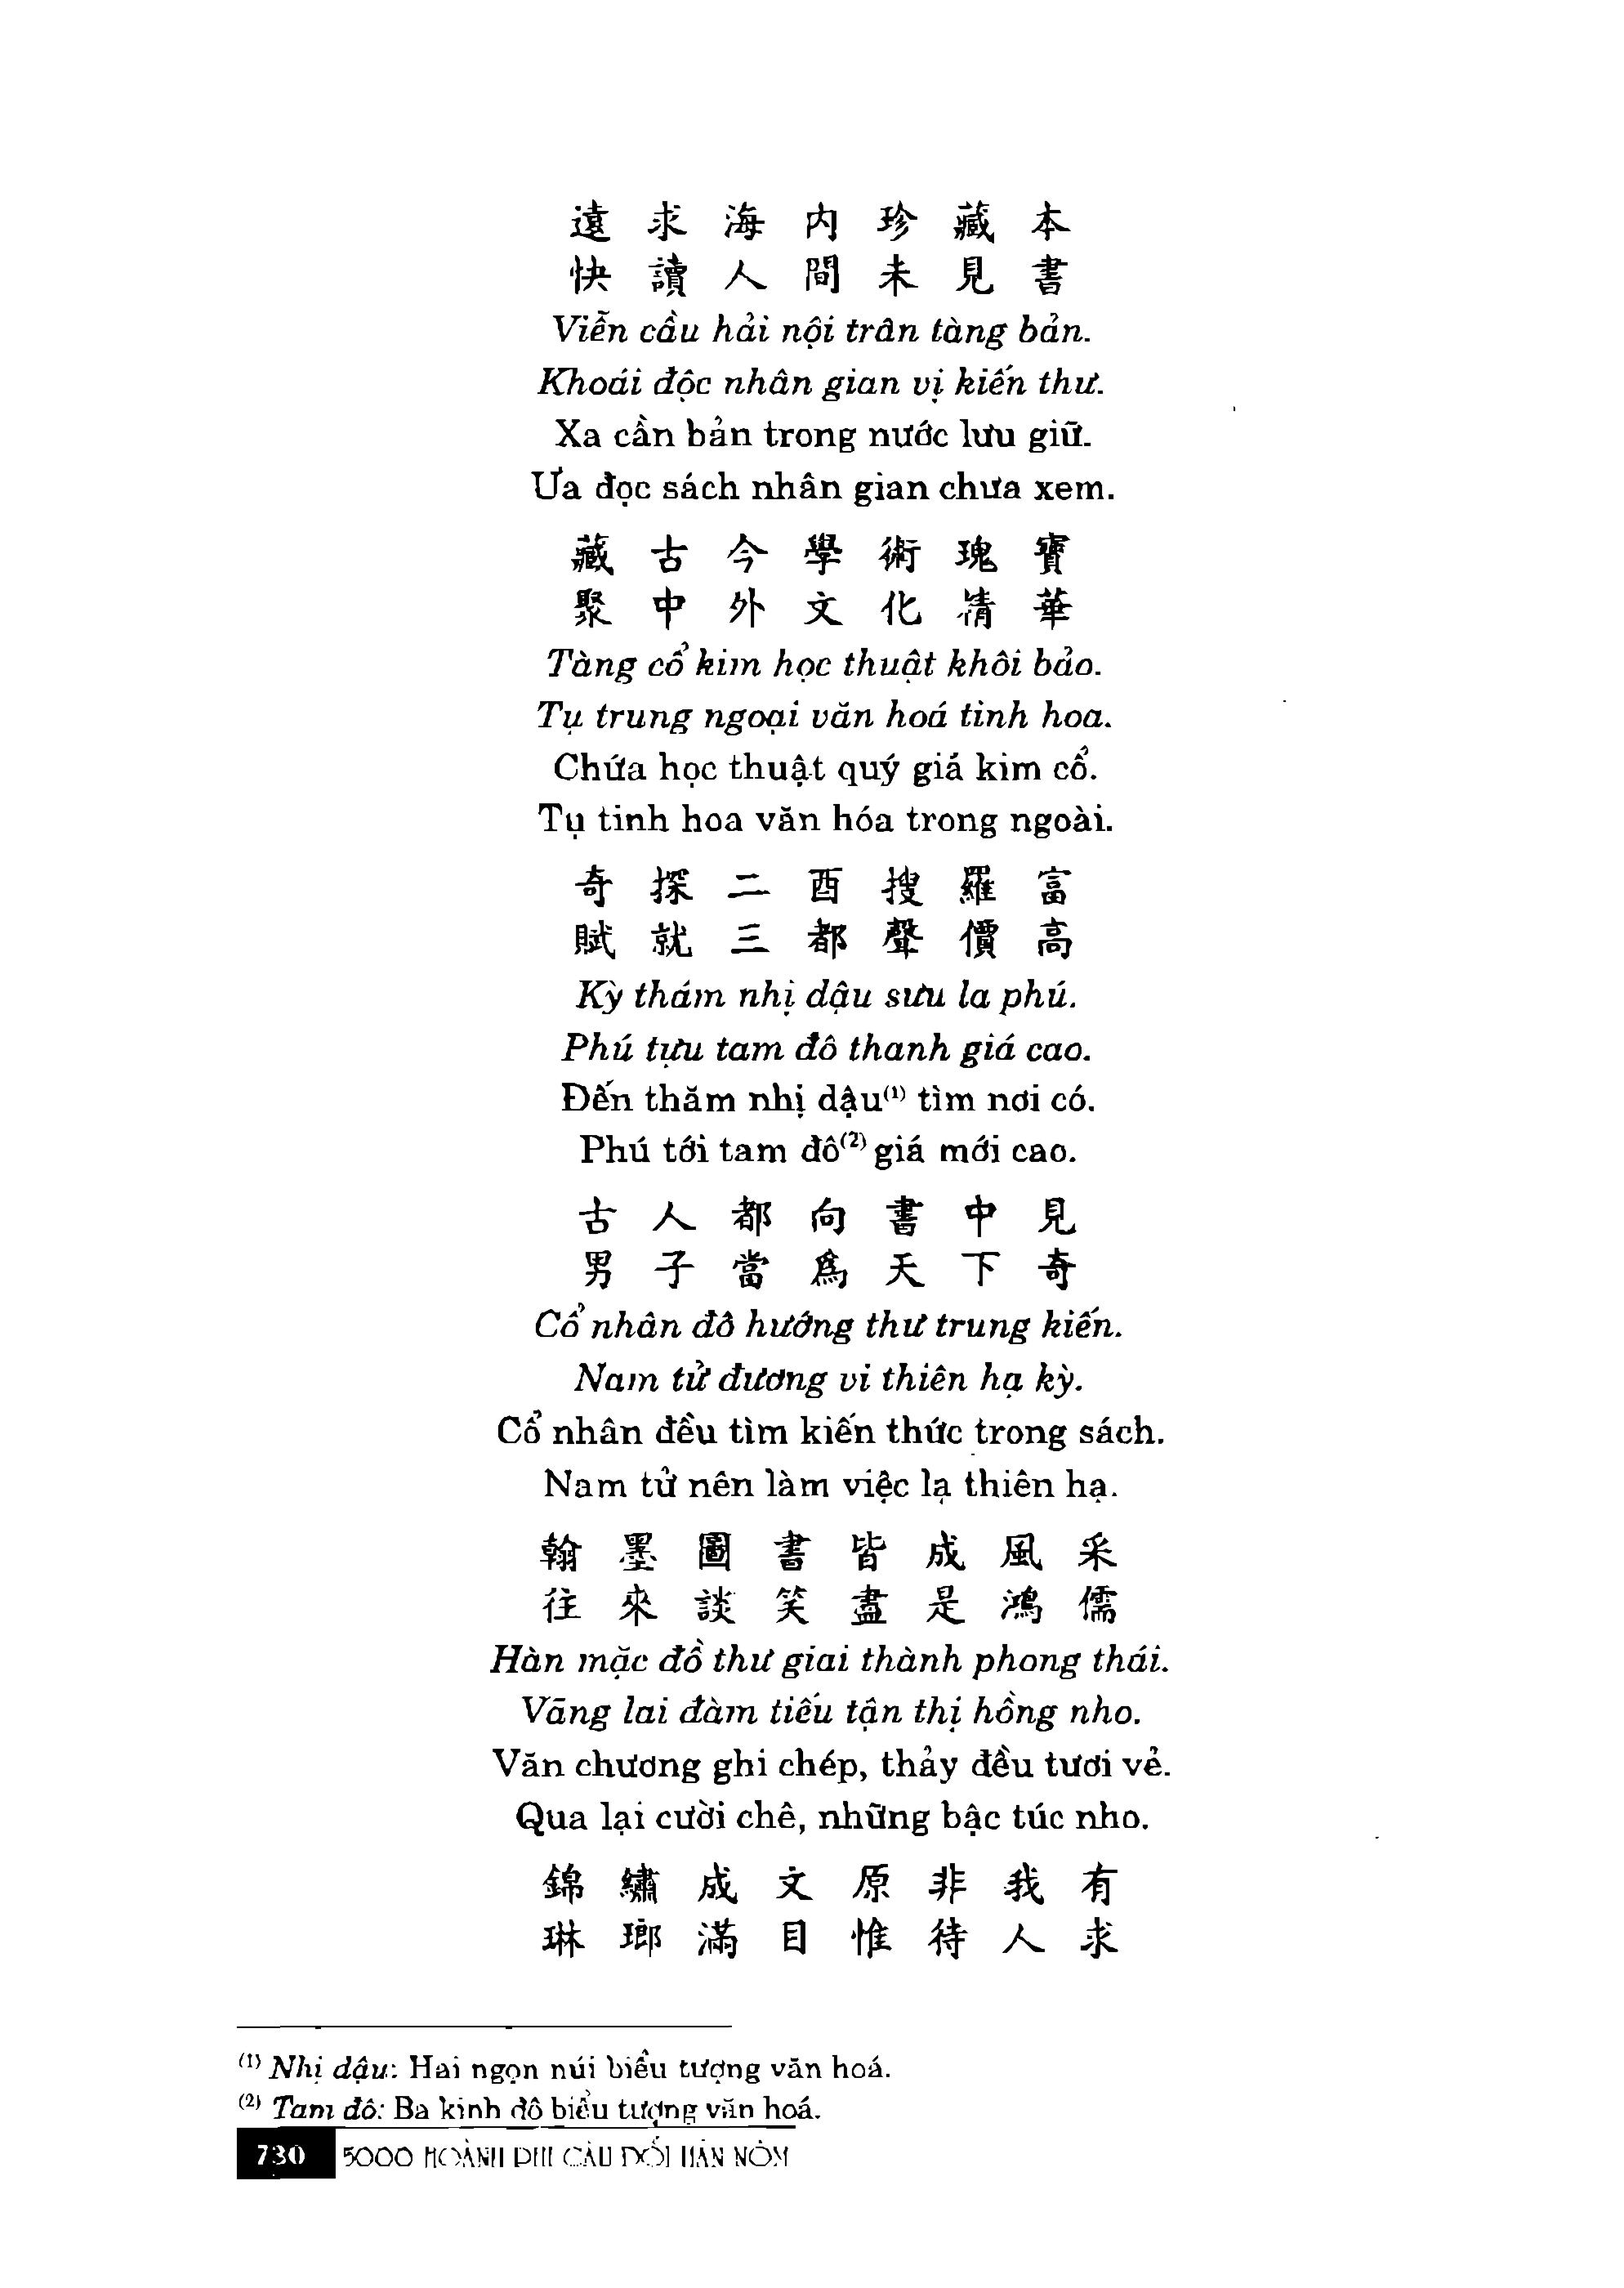 遠求海内珍藏本
快讀人間未見書
Viễn cầu hải nội trân tàng bản.
Khoái độc nhân gian vị kiến thư.
Xa cần bản trong nước lưu giữ.
Ưa đọc sách nhân gian chưa xem.
藏古今學術瑰寶
聚中外文化精華
Tàng cổ kim học thuật khôi bảo.
Tụ trung ngoại văn hoá tinh hoa.
Chứa học thuật quý giá kim cổ.
Tụ tinh hoa văn hóa trong ngoài.
奇探二酉搜羅富
賦就三都聲價高
Kỳ thám nhị dậu sưu la phú.
Phú tựu tam đô thanh giá cao.
Đến thăm nhị dậu⁽¹⁾ tìm nơi có.
Phú tới tam đô⁽²⁾ giá mới cao.
古人都向書中見
男子當為天下奇
Cổ nhân đô hướng thư trung kiến.
Nam tử đương vi thiên hạ kỳ.
Cổ nhân đều tìm kiến thức trong sách.
Nam tử nên làm việc lạ thiên hạ.
翰墨圖書皆成風采
往來談笑盡是鴻儒
Hàn mặc đồ thư giai thành phong thái.
Vãng lai đàm tiếu tận thị hồng nho.
Văn chương ghi chép, thảy đều tươi vẻ.
Qua lại cười chê, những bậc túc nho.
錦繡成文原非我有
琳瑯滿目惟待人求
⁽¹⁾ Nhị dậu: Hai ngọn núi biểu tượng văn hoá.
⁽²⁾ Tam đô: Ba kinh đô biểu tượng văn hoá.
730 5000 HOÀNH PHI CÂU ĐỐI HÁN NÔM